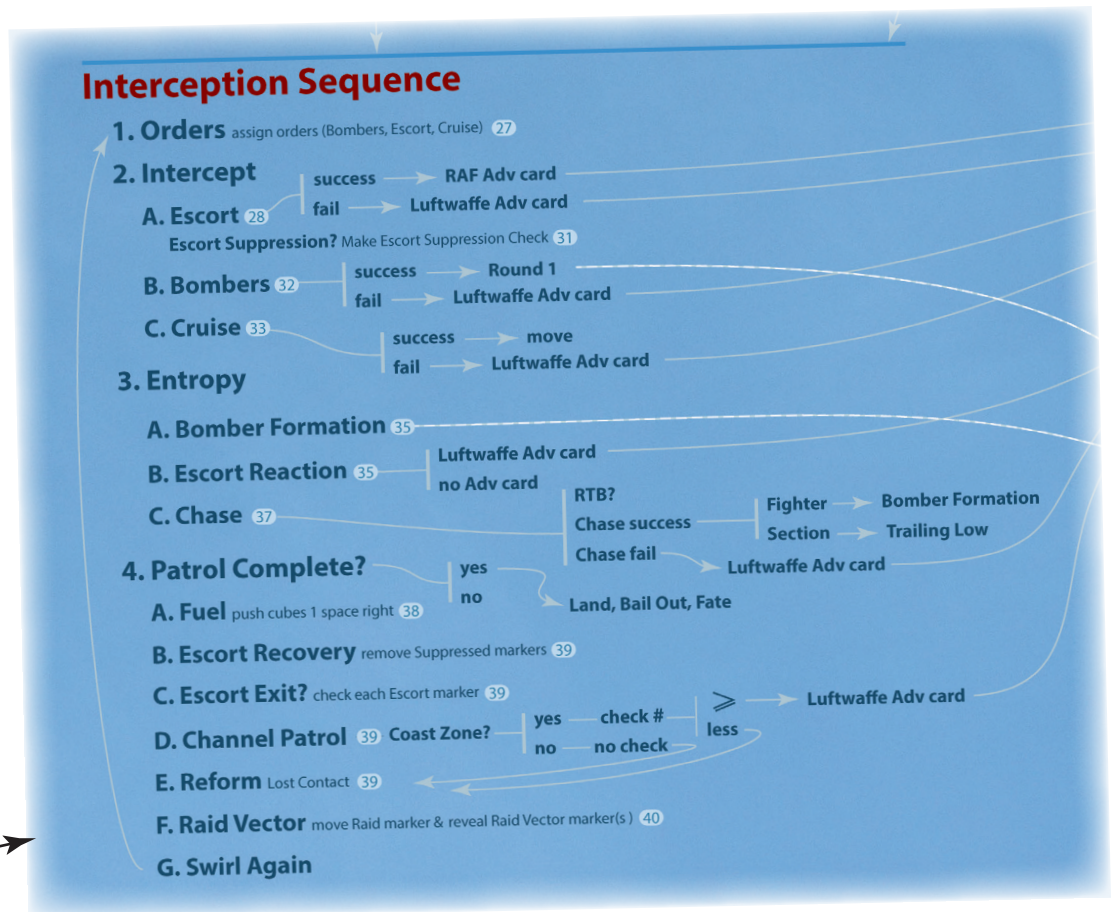 Interception Sequence
1. Orders assign orders (Bombers, Escort, Cruise) 27
2. Intercept
success RAF Adv card
fail Luftwaffe Adv card
A. Escort 28
Escort Suppression? Make Escort Suppression Check 31
success Round 1
B. Bombers 32
fail Luftwaffe Adv card
C. Cruise 33
success move
fail Luftwaffe Adv card
3. Entropy
A. Bomber Formation 35
Luftwaffe Adv card
B. Escort Reaction 35
no Adv card
RTB?
C. Chase 37
Chase success
Fighter Bomber Formation
Section Trailing Low
Chase fail
Luftwaffe Adv card
4. Patrol Complete?
yes
no
Land, Bail Out, Fate
A. Fuel push cubes 1 space right 38
B. Escort Recovery remove Suppressed markers 39
C. Escort Exit? check each Escort marker 39
⩾ Luftwaffe Adv card
less
D. Channel Patrol 39 Coast Zone?
yes check #
no no check
E. Reform Lost Contact 39
F. Raid Vector move Raid marker & reveal Raid Vector marker(s ) 40
G. Swirl Again